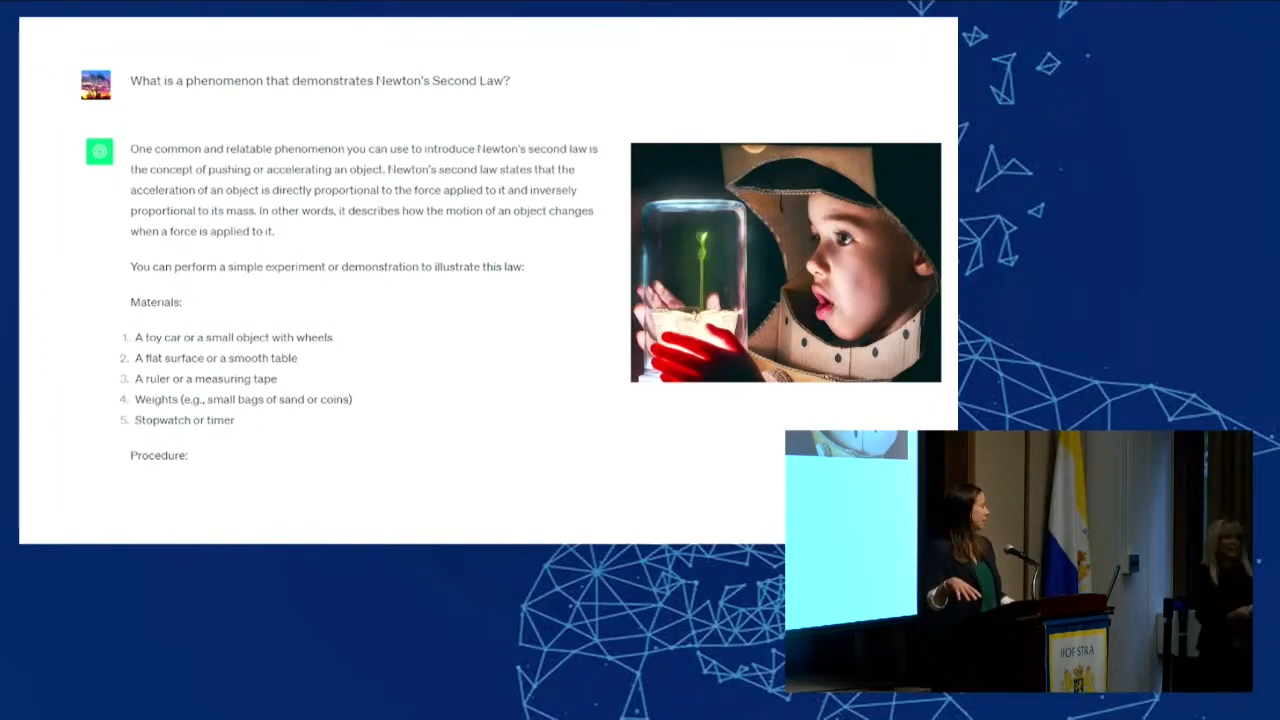 What is a phenomenon that demonstrates Newton's Second Law?
One common and relatable phenomenon you can use to introduce Newton's second law is
the concept of pushing or accelerating an object. Newton's second law states that the
acceleration of an object is directly proportional to the force applied to it and inversely
proportional to its mass. In other words, it describes how the motion of an object changes
when a force is applied to it.
You can perform a simple experiment or demonstration to illustrate this law:
Materials:
1. A toy car or a small object with wheels
2. A flat surface or a smooth table
3. A ruler or a measuring tape
4. Weights (e.g., small bags of sand or coins)
5. Stopwatch or timer
Procedure:
HOFSTRA